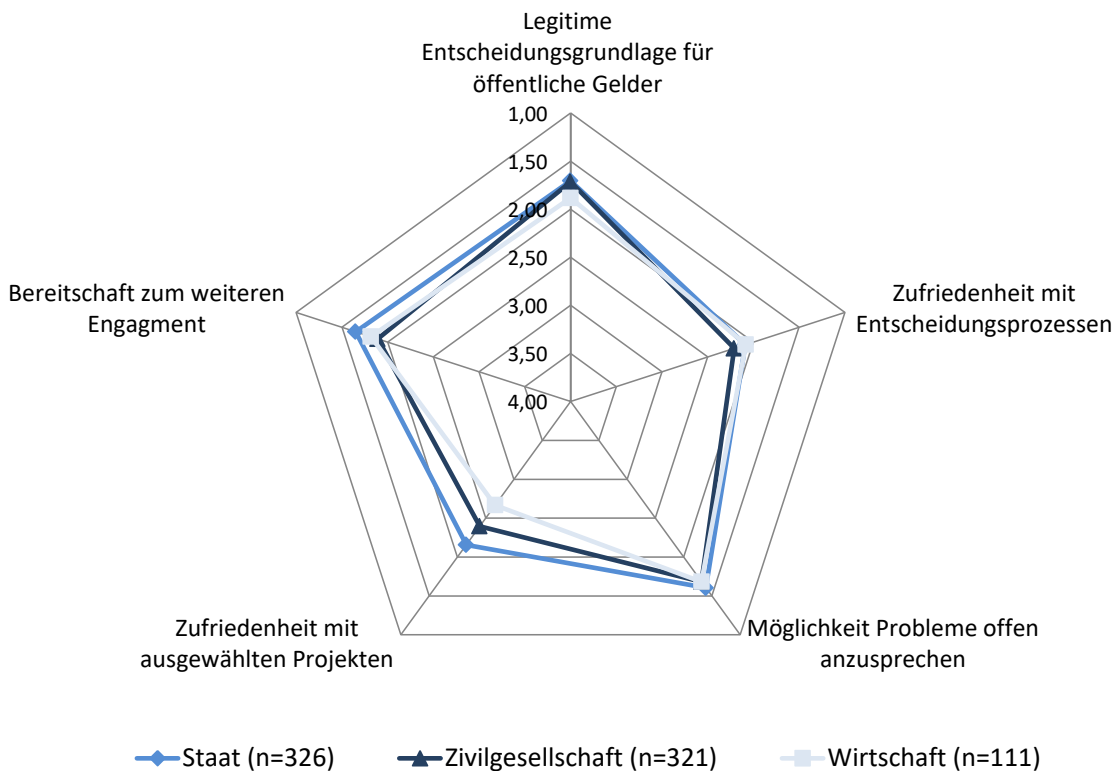 Legitime
Entscheidungsgrundlage für
öffentliche Gelder
1,00
1,50
2,00
2,50
3,00
3,50
4,00
Zufriedenheit mit
Entscheidungsprozessen
Möglichkeit Probleme offen
anzusprechen
Zufriedenheit mit
ausgewählten Projekten
Bereitschaft zum weiteren
Engagment
Staat (n=326)
Zivilgesellschaft (n=321)
Wirtschaft (n=111)